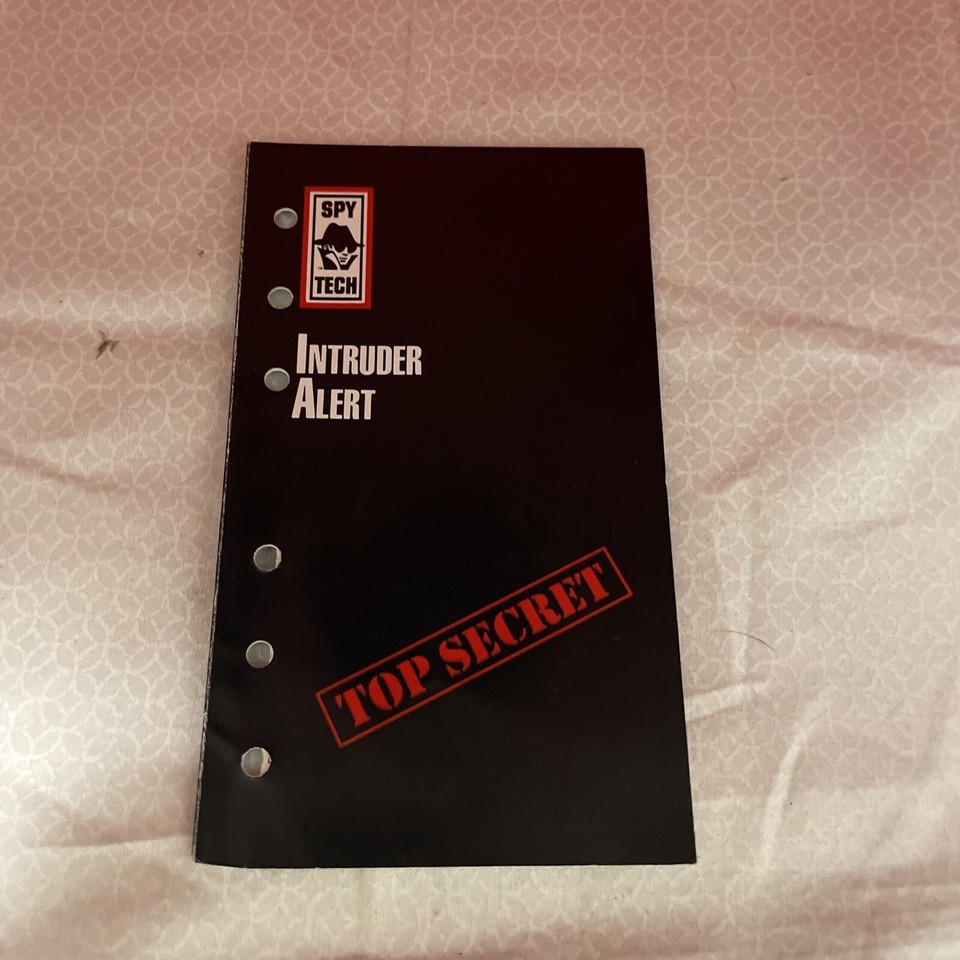 SPY
TECH
INTRUDER
ALERT
TOP SECRET